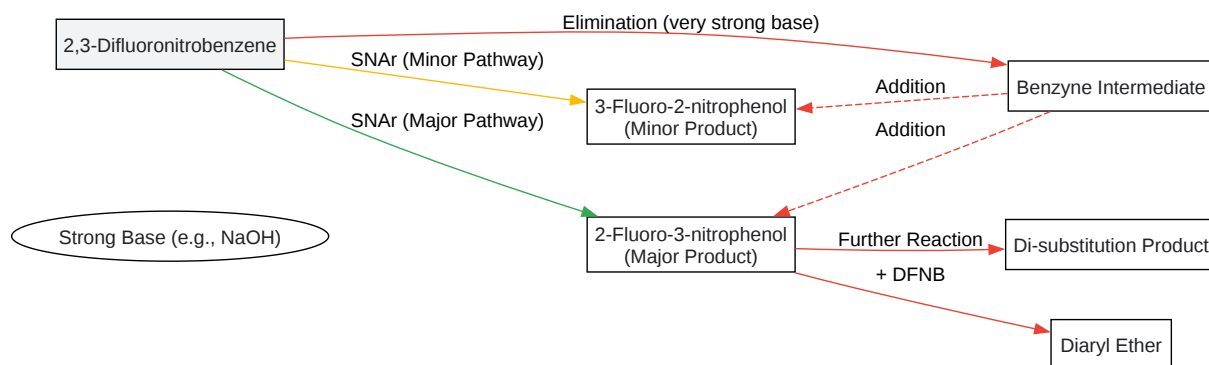 Elimination (very strong base)
2,3-Difluoronitrobenzene
SNAr (Minor Pathway)
Benzyne Intermediate
Addition
3-Fluoro-2-nitrophenol
(Minor Product)
SNAr (Major Pathway)
Addition
Strong Base (e.g., NaOH)
2-Fluoro-3-nitrophenol
(Major Product)
Further Reaction
Di-substitution Product
+ DFNB
Diaryl Ether